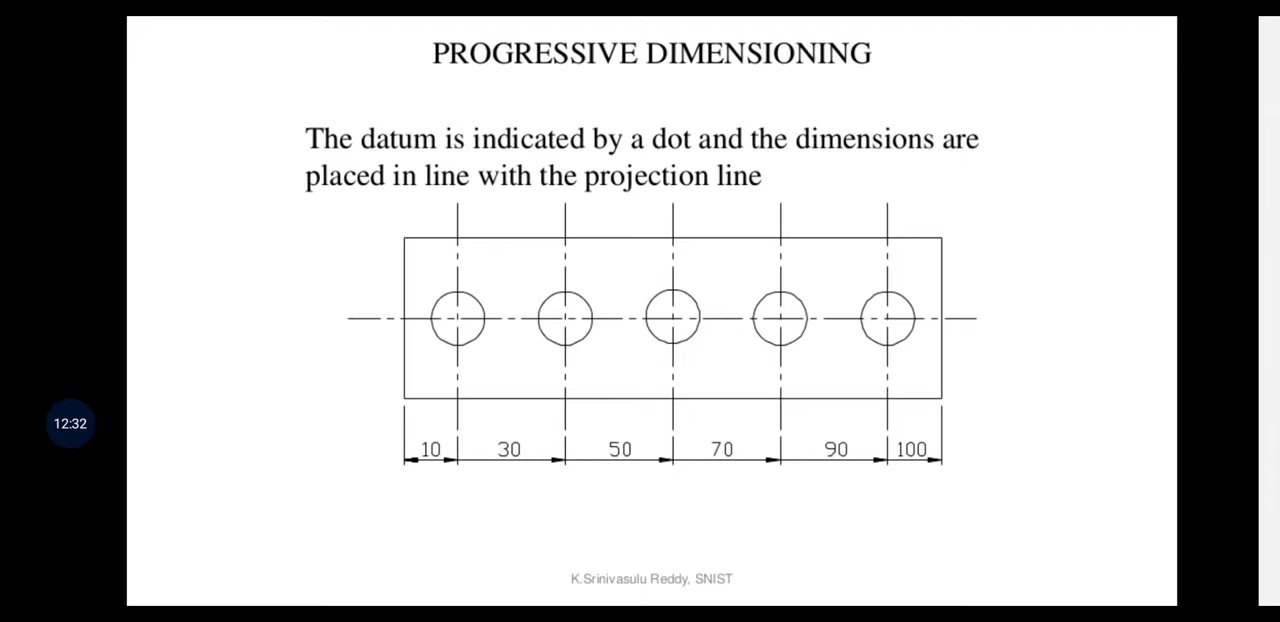 PROGRESSIVE DIMENSIONING
The datum is indicated by a dot and the dimensions are
placed in line with the projection line
12:32
10 30 50 70 90 100
K.Srinivasulu Reddy, SNIST